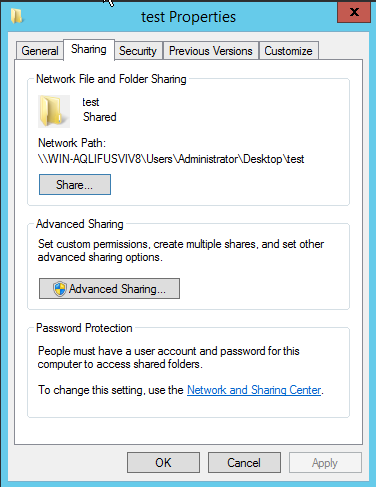 test Properties
x
General Sharing Security Previous Versions Customize
Network File and Folder Sharing
test
Shared
Network Path:
\\WIN-AQLIFUSVIV8\Users\Administrator\Desktop\test
Share...
Advanced Sharing
Set custom permissions, create multiple shares, and set other
advanced sharing options.
Advanced Sharing...
Password Protection
People must have a user account and password for this
computer to access shared folders.
To change this setting, use the Network and Sharing Center.
OK Cancel Apply